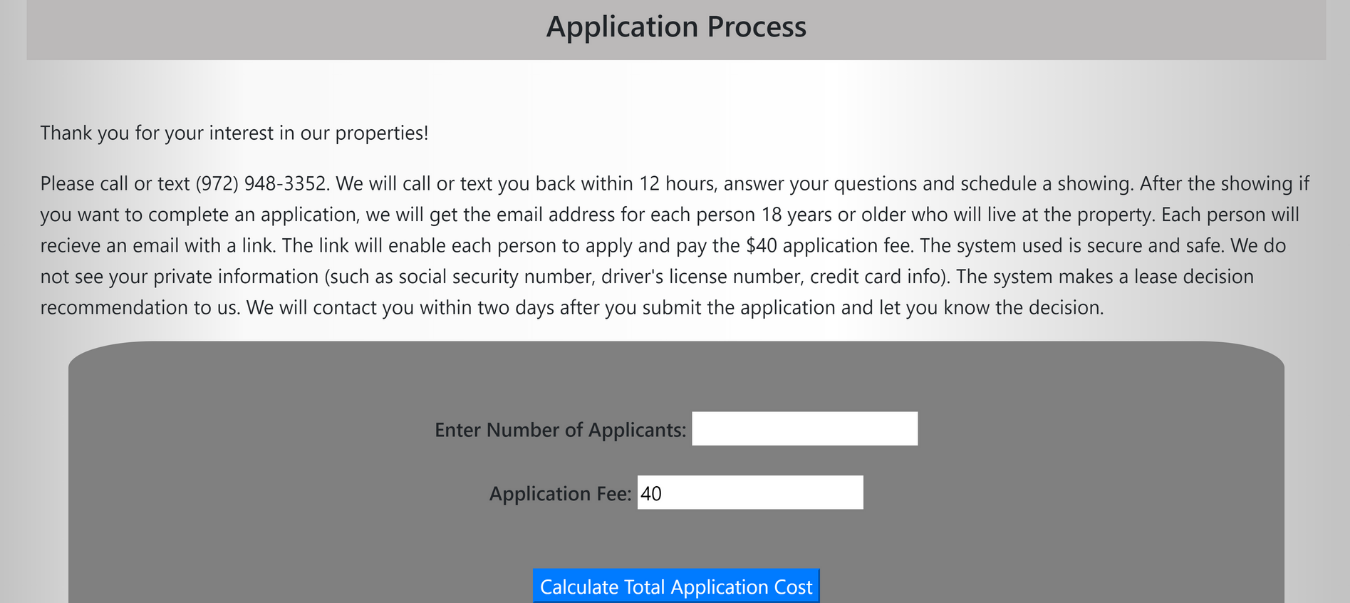 Application Process
Thank you for your interest in our properties!
Please call or text (972) 948-3352. We will call or text you back within 12 hours, answer your questions and schedule a showing. After the showing if
you want to complete an application, we will get the email address for each person 18 years or older who will live at the property. Each person will
recieve an email with a link. The link will enable each person to apply and pay the $40 application fee. The system used is secure and safe. We do
not see your private information (such as social security number, driver's license number, credit card info). The system makes a lease decision
recommendation to us. We will contact you within two days after you submit the application and let you know the decision.
Enter Number of Applicants:
Application Fee: 40
Calculate Total Application Cost